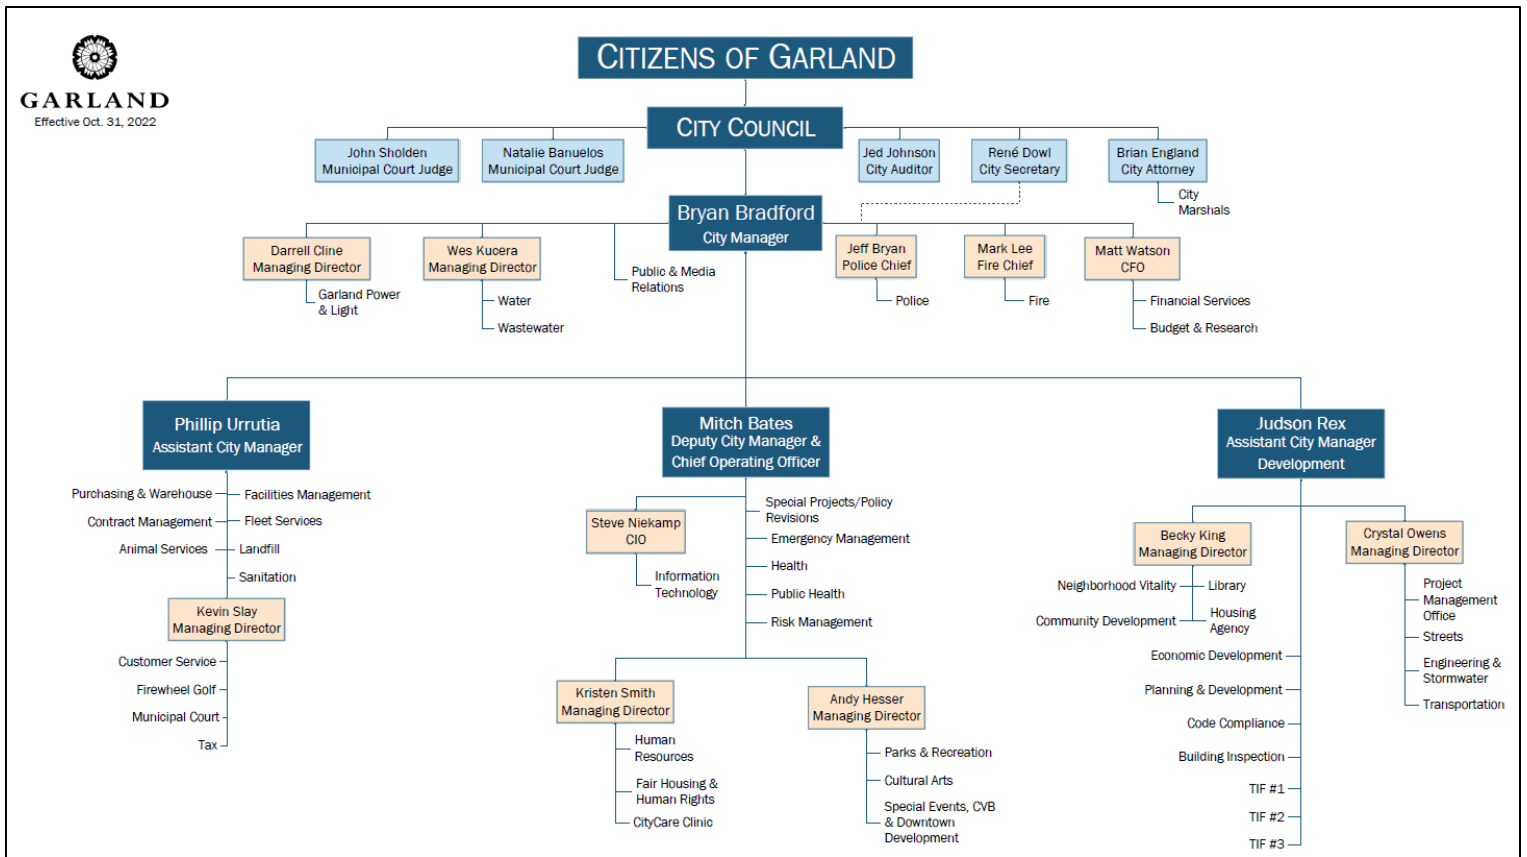 CITIZENS OF GARLAND
GARLAND
Effective Oct. 31, 2022
CITY COUNCIL
John Sholden
Municipal Court Judge
Natalie Banuelos
Municipal Court Judge
Jed Johnson
City Auditor
René Dowl
City Secretary
Brian England
City Attorney
City
Marshals
Bryan Bradford
City Manager
Darrell Cline
Managing Director
Garland Power
& Light
Wes Kucera
Managing Director
Water
Wastewater
Public & Media
Relations
Jeff Bryan
Police Chief
Police
Mark Lee
Fire Chief
Fire
Matt Watson
CFO
Financial Services
Budget & Research
Phillip Urrutia
Assistant City Manager
Purchasing & Warehouse
Facilities Management
Contract Management
Fleet Services
Animal Services
Landfill
Sanitation
Kevin Slay
Managing Director
Customer Service
Firewheel Golf
Municipal Court
Tax
Mitch Bates
Deputy City Manager &
Chief Operating Officer
Steve Niekamp
CIO
Information
Technology
Special Projects/Policy
Revisions
Emergency Management
Health
Public Health
Risk Management
Kristen Smith
Managing Director
Human
Resources
Fair Housing &
Human Rights
CityCare Clinic
Andy Hesser
Managing Director
Parks & Recreation
Cultural Arts
Special Events, CVB
& Downtown
Development
Judson Rex
Assistant City Manager
Development
Becky King
Managing Director
Neighborhood Vitality
Library
Community Development
Housing
Agency
Crystal Owens
Managing Director
Project
Management
Office
Streets
Engineering &
Stormwater
Transportation
Economic Development
Planning & Development
Code Compliance
Building Inspection
TIF #1
TIF #2
TIF #3